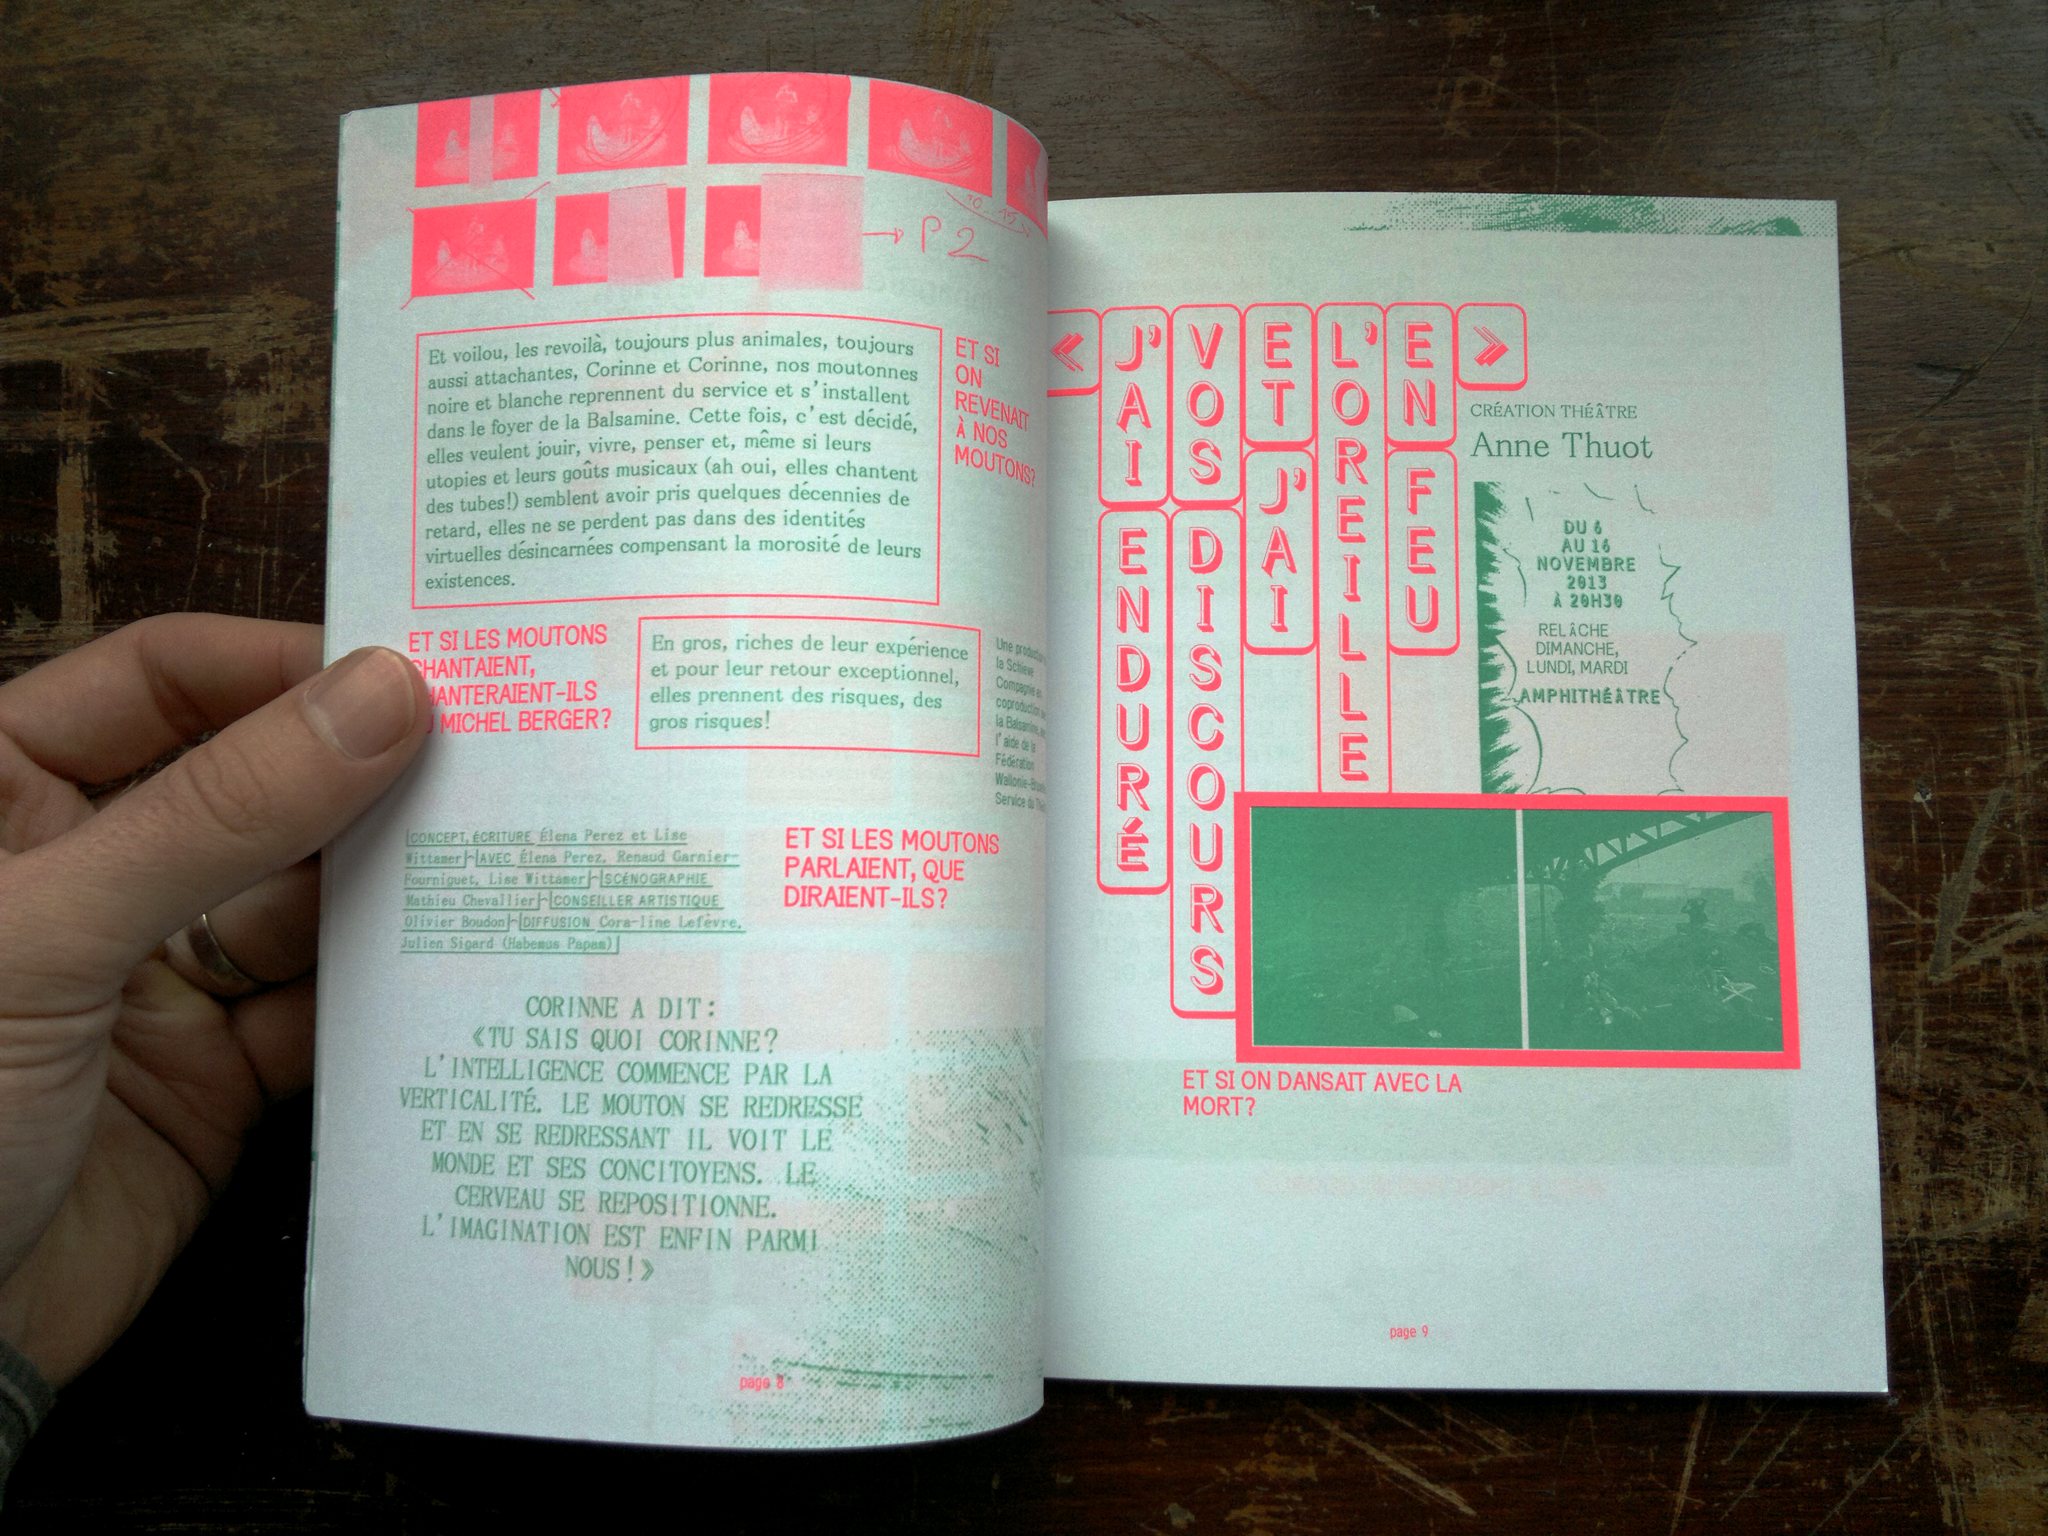 10 15
→ P 2
Et voilou, les revoilà, toujours plus animales, toujours
aussi attachantes, Corinne et Corinne, nos moutonnes
noire et blanche reprennent du service et s'installent
dans le foyer de la Balsamine. Cette fois, c'est décidé,
elles veulent jouir, vivre, penser et, même si leurs
utopies et leurs goûts musicaux (ah oui, elles chantent
des tubes!) semblent avoir pris quelques décennies de
retard, elles ne se perdent pas dans des identités
virtuelles désincarnées compensant la morosité de leurs
existences.
ET SI
ON
REVENAIT
À NOS
MOUTONS?
ET SI LES MOUTONS
CHANTAIENT,
CHANTERAIENT-ILS
MICHEL BERGER?
En gros, riches de leur expérience
et pour leur retour exceptionnel,
elles prennent des risques, des
gros risques!
Une production
la Schieve
Compagnie
coproduction
la Balsamine,
l'aide de la
Fédération
Wallonie-
Service du
CONCEPT, ÉCRITURE Élena Perez et Lise
Wittamer AVEC Élena Perez, Renaud Garnier-
Fourniguet, Lise Wittamer SCÉNOGRAPHIE
Mathieu Chevallier CONSEILLER ARTISTIQUE
Olivier Boudon DIFFUSION Cora-line Lefèvre,
Julien Sigard (Habemus Papam)
ET SI LES MOUTONS
PARLAIENT, QUE
DIRAIENT-ILS?
CORINNE A DIT:
«TU SAIS QUOI CORINNE?
L'INTELLIGENCE COMMENCE PAR LA
VERTICALITÉ. LE MOUTON SE REDRESSE
ET EN SE REDRESSANT IL VOIT LE
MONDE ET SES CONCITOYENS. LE
CERVEAU SE REPOSITIONNE.
L'IMAGINATION EST ENFIN PARMI
NOUS!»
page 8
«
J'AI ENDURÉ
VOS DISCOURS
ET J'AI
L'OREILLE
EN FEU
»
CRÉATION THÉÂTRE
Anne Thuot
DU 6
AU 16
NOVEMBRE
2013
À 20H30
RELÂCHE
DIMANCHE,
LUNDI, MARDI
AMPHITHÉÂTRE
ET SI ON DANSAIT AVEC LA
MORT?
page 9